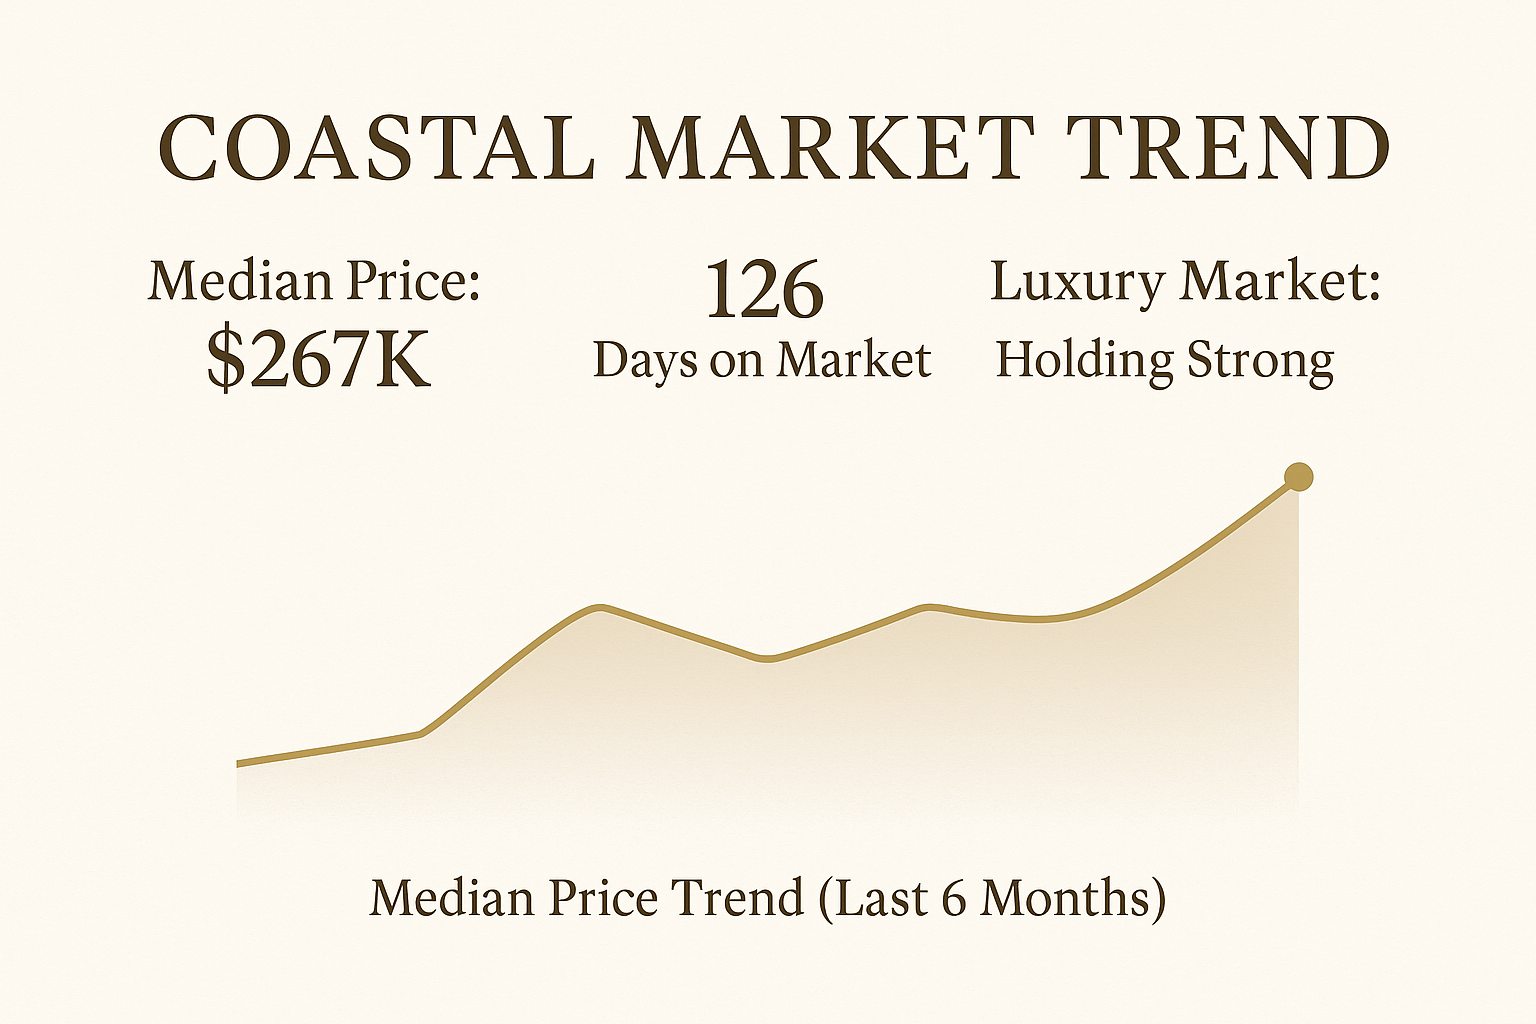 COASTAL MARKET TREND
Median Price:
$267K
126
Days on Market
Luxury Market:
Holding Strong
Median Price Trend (Last 6 Months)